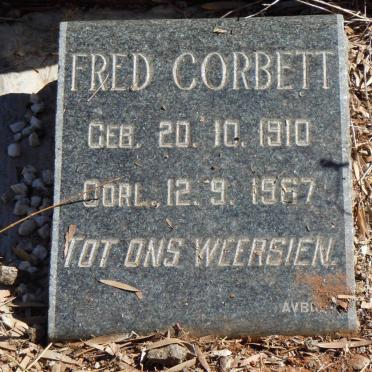 FRED CORBETT
GEB. 20. 10. 1910
OORL. 12. 9. 1967
TOT ONS WEERSIEN.